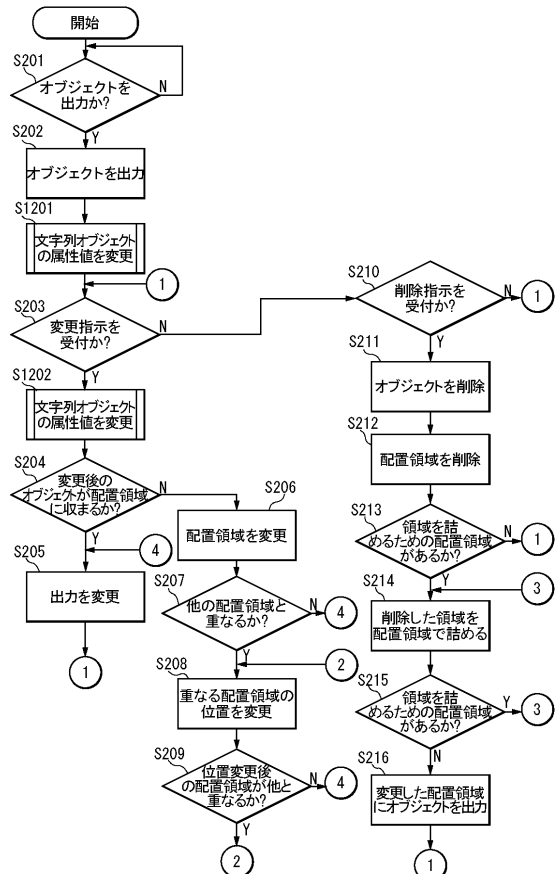 開始
S201
オブジェクトを
出力か?
N
Y
S202
オブジェクトを出力
S1201
文字列オブジェクト
の属性値を変更
1
S203
変更指示を
受付か?
N
Y
S1202
文字列オブジェクト
の属性値を変更
S204
変更後の
オブジェクトが配置領域
に収まるか?
N
Y
4
S205
出力を変更
1
S206
配置領域を変更
S207
他の配置領域と
重なるか?
N
4
Y
2
S208
重なる配置領域の
位置を変更
S209
位置変更後
の配置領域が他と
重なるか?
N
4
Y
2
S210
削除指示を
受付か?
N
1
Y
S211
オブジェクトを削除
S212
配置領域を削除
S213
領域を詰
めるための配置領域
があるか?
N
1
Y
3
S214
削除した領域を
配置領域で詰める
S215
領域を詰
めるための配置領域
があるか?
Y
3
N
S216
変更した配置領域
にオブジェクトを出力
1